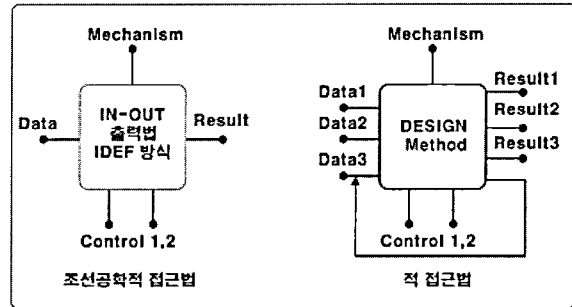 Mechanism
Data
IN-OUT
출력법
IDEF 방식
Result
Control 1,2
조선공학적 접근법
Mechanism
Data1
Data2
Data3
DESIGN
Method
Result1
Result2
Result3
Control 1,2
적 접근법